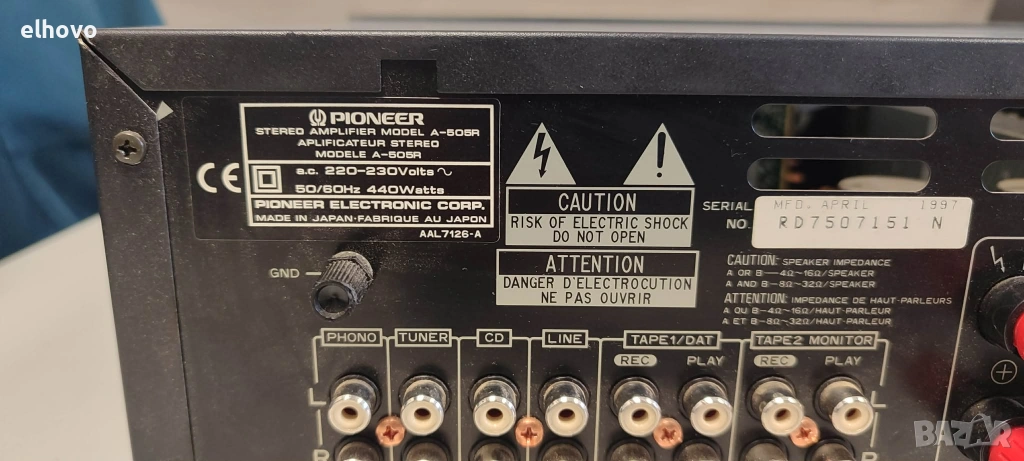 elhovo
PIONEER
STEREO AMPLIFIER MODEL A-505R
APLIFICATEUR STEREO
MODELE A-505R
CE
a.c. 220-230Volts ~
50/60Hz 440Watts
PIONEER ELECTRONIC CORP.
MADE IN JAPAN·FABRIQUE AU JAPON
AAL7126-A
CAUTION
RISK OF ELECTRIC SHOCK
DO NOT OPEN
ATTENTION
DANGER D'ELECTROCUTION
NE PAS OUVRIR
SERIAL NO.
MFD. APRIL 1997
RD7507151 N
CAUTION: SPEAKER IMPEDANCE
A OR B—4Ω~16Ω/SPEAKER
A AND B—8Ω~32Ω/SPEAKER
ATTENTION: IMPEDANCE DE HAUT-PARLEURS
A OU B—4Ω~16Ω/HAUT-PARLEUR
A ET B—8Ω~32Ω/HAUT-PARLEUR
GND
PHONO TUNER CD LINE TAPE1/DAT TAPE2 MONITOR
REC PLAY REC PLAY
L L
R R
BAZAR